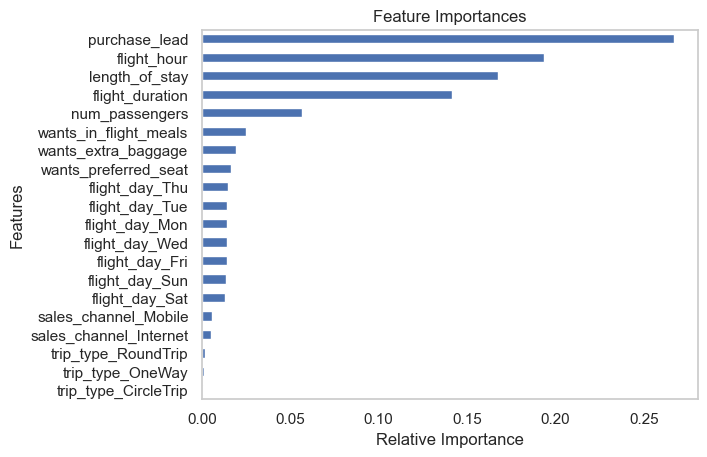 Feature Importances
purchase_lead
flight_hour
length_of_stay
flight_duration
num_passengers
wants_in_flight_meals
wants_extra_baggage
wants_preferred_seat
flight_day_Thu
flight_day_Tue
flight_day_Mon
flight_day_Wed
flight_day_Fri
flight_day_Sun
flight_day_Sat
sales_channel_Mobile
sales_channel_Internet
trip_type_RoundTrip
trip_type_OneWay
trip_type_CircleTrip
Features
0.00 0.05 0.10 0.15 0.20 0.25
Relative Importance